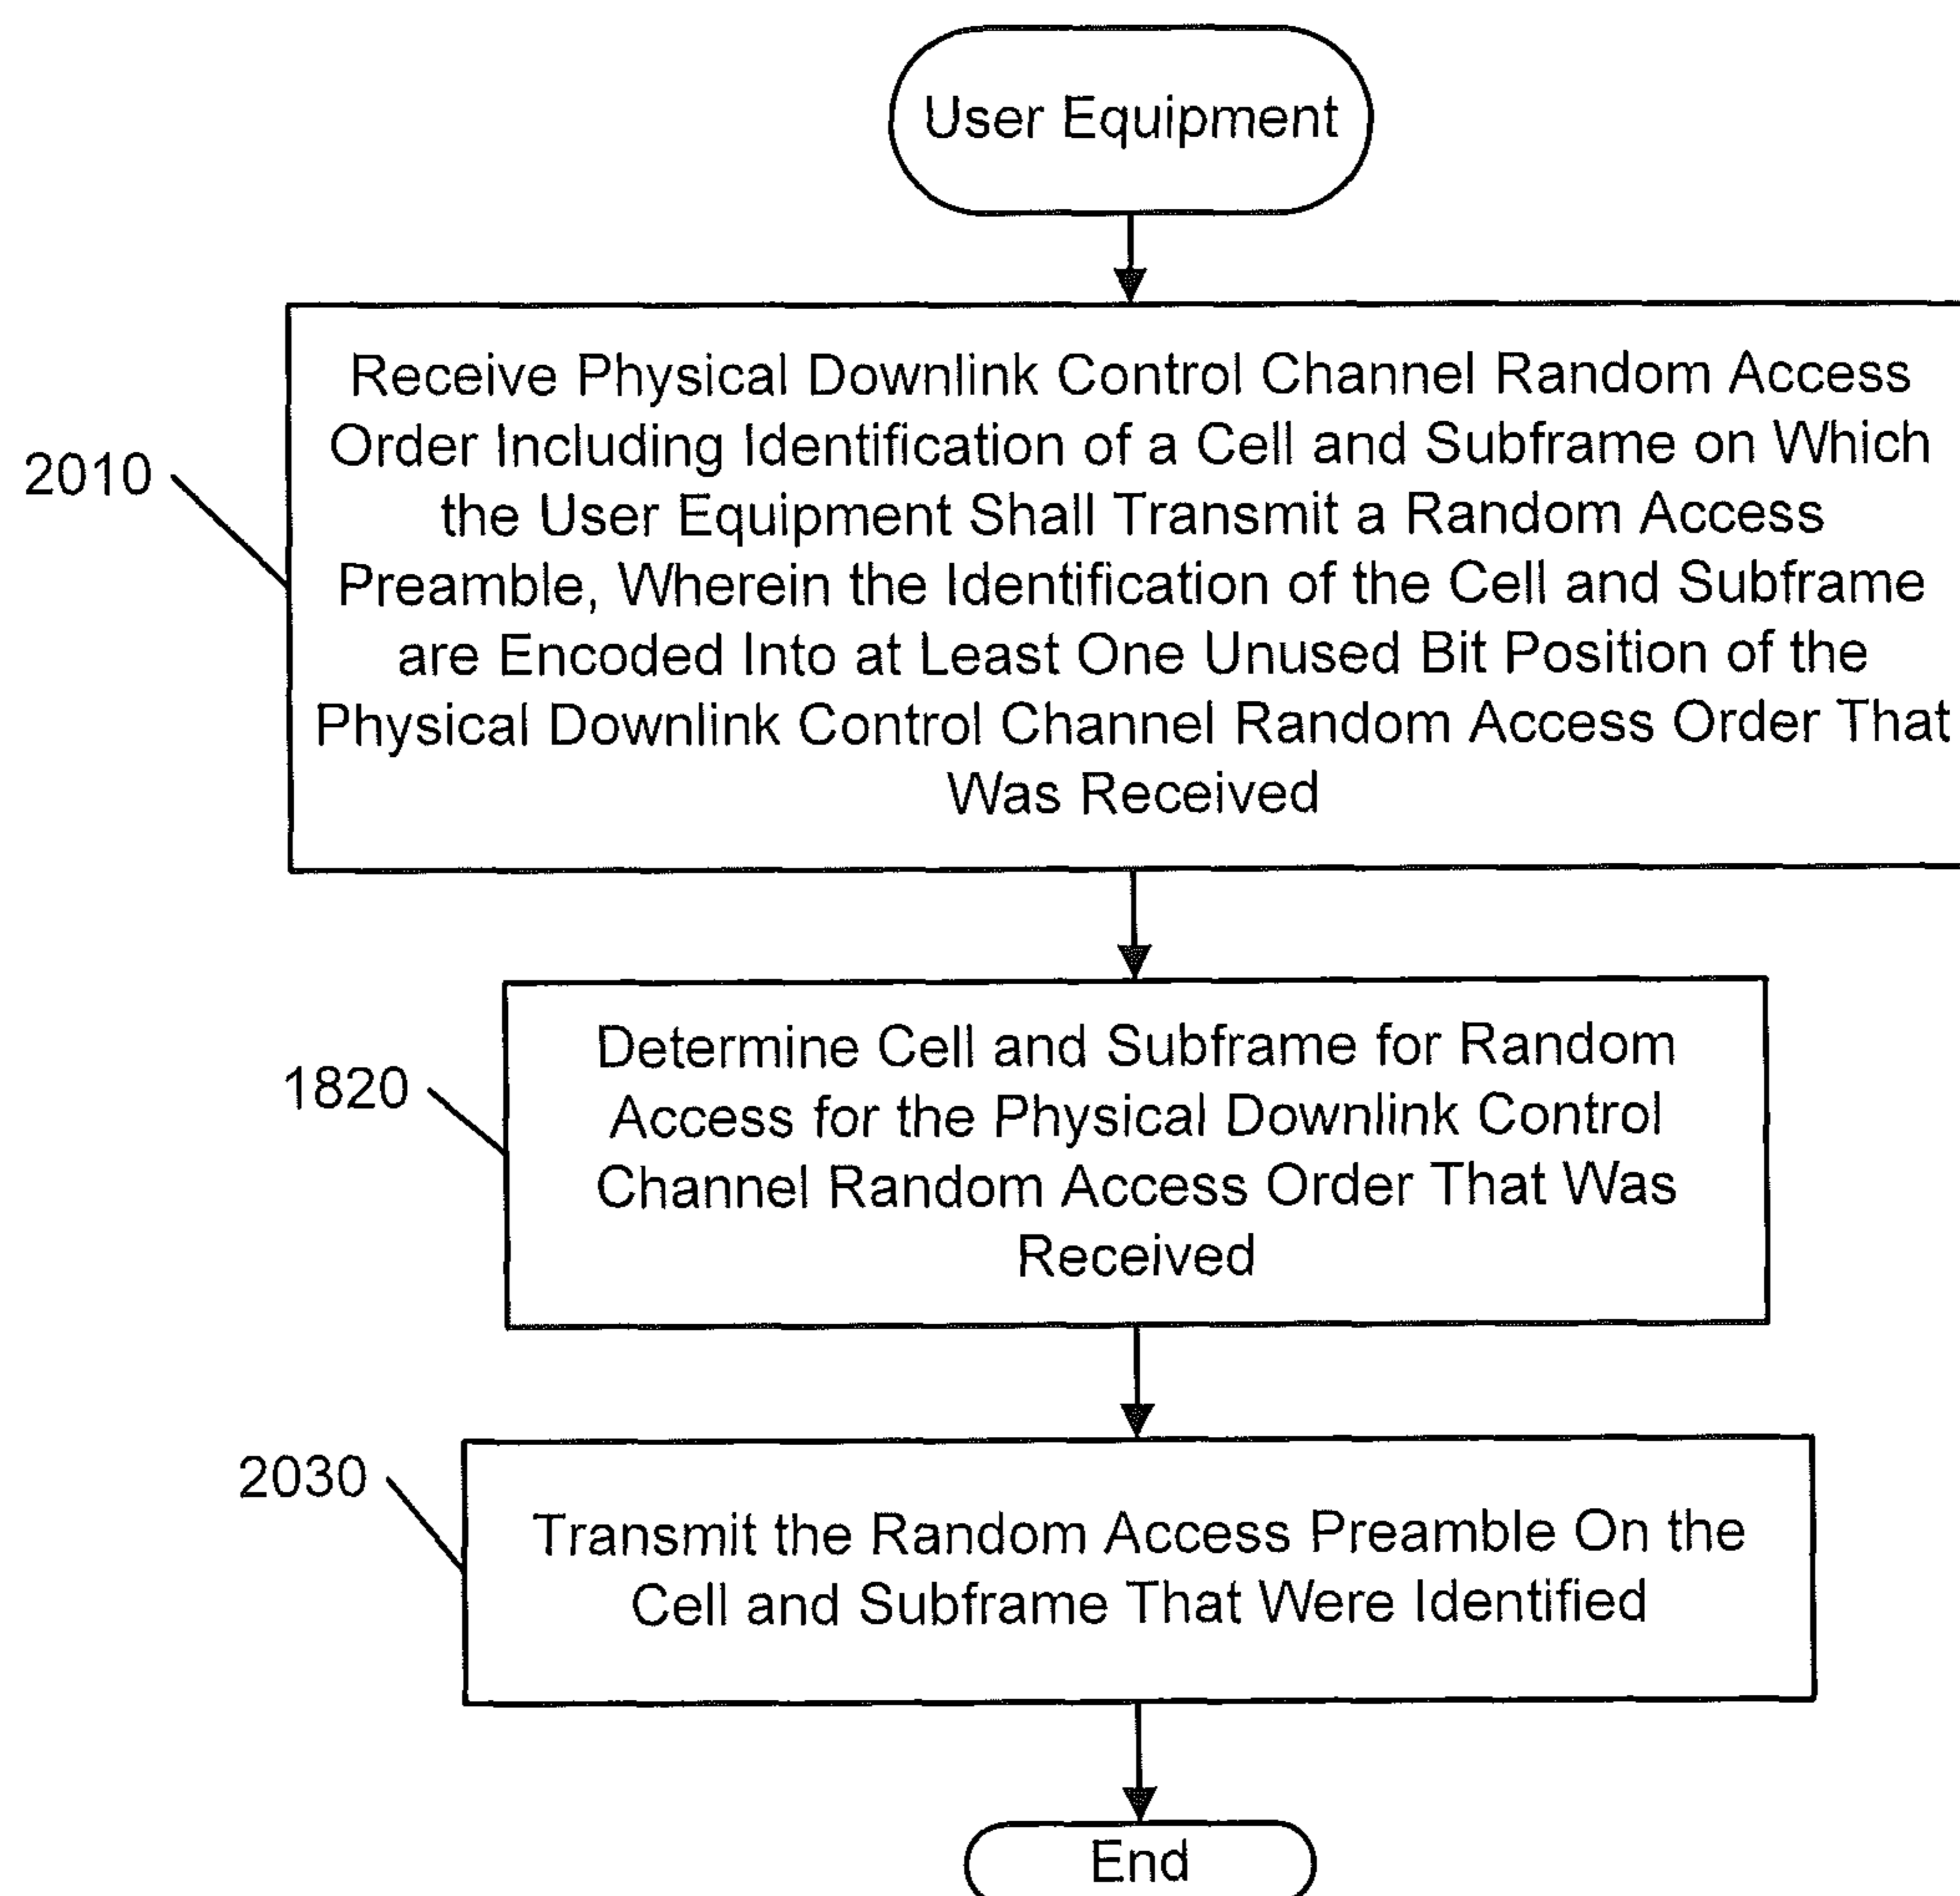 User Equipment
2010
Receive Physical Downlink Control Channel Random Access
Order Including Identification of a Cell and Subframe on Which
the User Equipment Shall Transmit a Random Access
Preamble, Wherein the Identification of the Cell and Subframe
are Encoded Into at Least One Unused Bit Position of the
Physical Downlink Control Channel Random Access Order That
Was Received
1820
Determine Cell and Subframe for Random
Access for the Physical Downlink Control
Channel Random Access Order That Was
Received
2030
Transmit the Random Access Preamble On the
Cell and Subframe That Were Identified
End